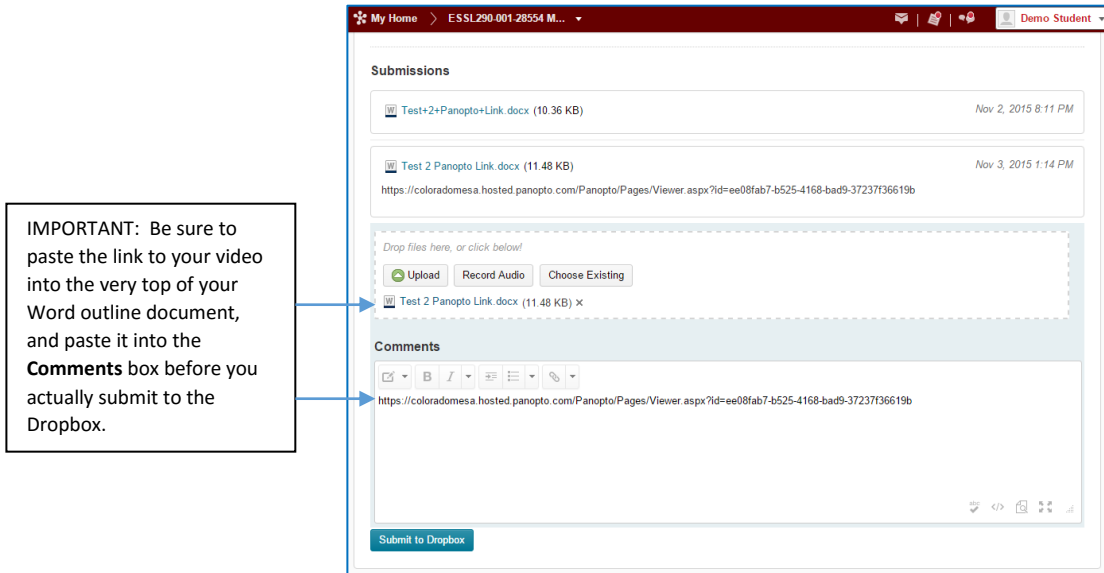 My Home > ESSL290-001-28554 M...
Demo Student
Submissions
Test+2+Panopto+Link.docx (10.36 KB)
Nov 2, 2015 8:11 PM
Test 2 Panopto Link.docx (11.48 KB)
Nov 3, 2015 1:14 PM
https://coloradomesa.hosted.panopto.com/Panopto/Pages/Viewer.aspx?id=ee08fab7-b525-4168-bad9-37237f36619b
IMPORTANT: Be sure to
paste the link to your video
into the very top of your
Word outline document,
and paste it into the
Comments box before you
actually submit to the
Dropbox.
Drop files here, or click below!
Upload
Record Audio
Choose Existing
Test 2 Panopto Link.docx (11.48 KB) ×
Comments
B I
https://coloradomesa.hosted.panopto.com/Panopto/Pages/Viewer.aspx?id=ee08fab7-b525-4168-bad9-37237f36619b
abc </>
Submit to Dropbox